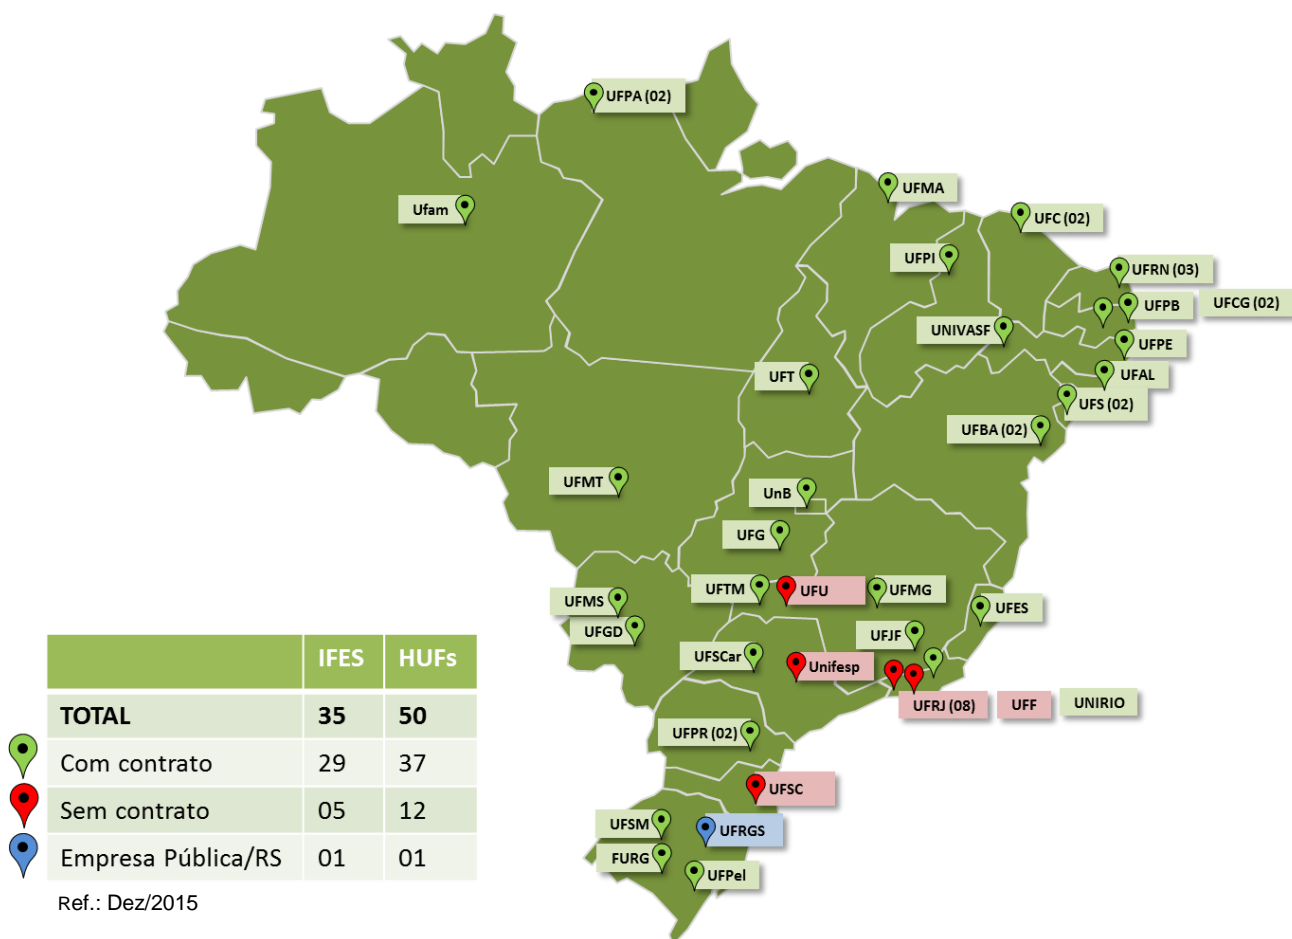 UFPA (02)
UFMA
Ufam
UFC (02)
UFPI
UFRN (03)
UFPB
UFCG (02)
UNIVASF
UFPE
UFT
UFAL
UFS (02)
UFBA (02)
UFMT
UnB
UFG
UFTM
UFU
UFMG
UFMS
UFES
UFGD
UFJF
UFSCar
Unifesp
UFRJ (08)
UFF
UNIRIO
UFPR (02)
UFSC
UFSM
UFRGS
FURG
UFPel
IFES HUFs
TOTAL 35 50
Com contrato 29 37
Sem contrato 05 12
Empresa Pública/RS 01 01
Ref.: Dez/2015